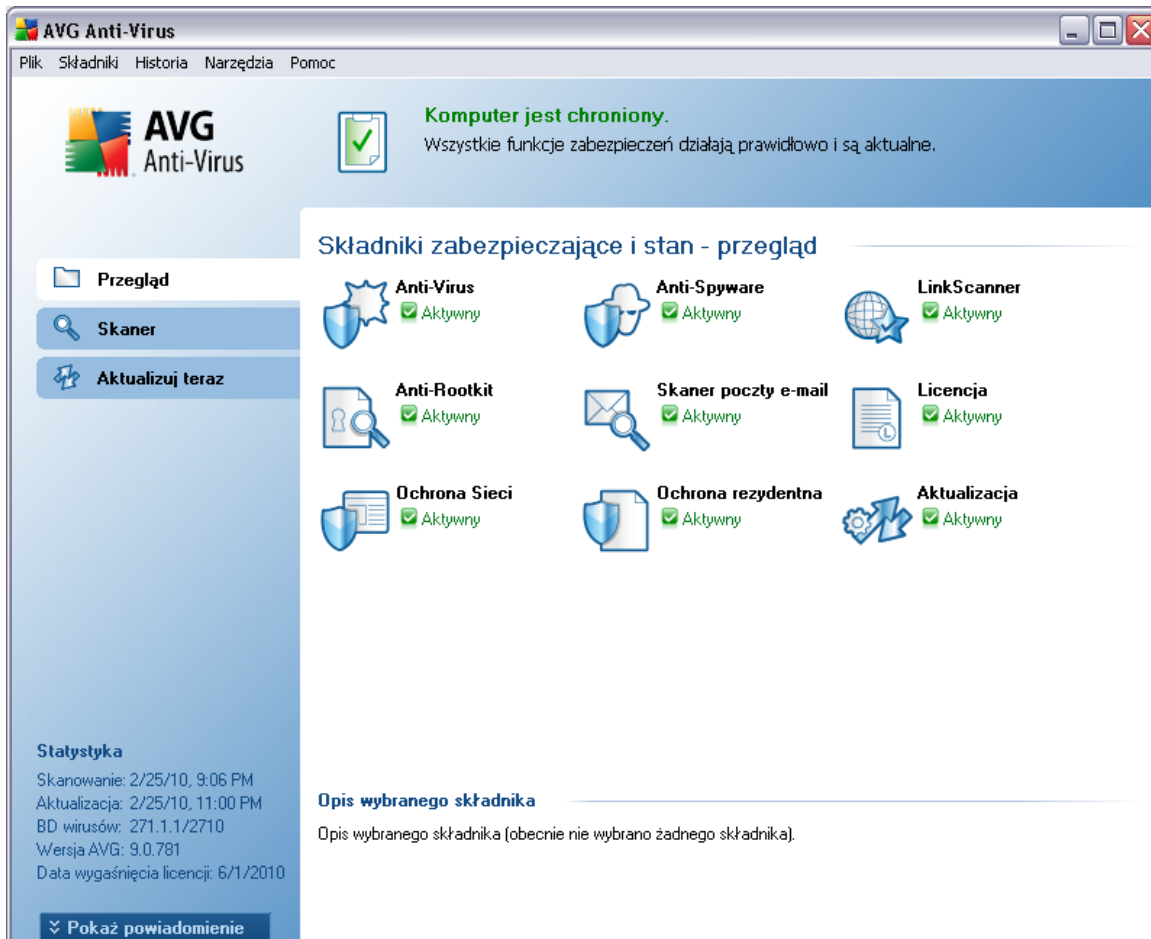 AVG Anti-Virus
Plik Składniki Historia Narzędzia Pomoc
AVG
Anti-Virus
Komputer jest chroniony.
Wszystkie funkcje zabezpieczeń działają prawidłowo i są aktualne.
Przegląd
Skaner
Aktualizuj teraz
Składniki zabezpieczające i stan - przegląd
Anti-Virus
Aktywny
Anti-Spyware
Aktywny
LinkScanner
Aktywny
Anti-Rootkit
Aktywny
Skaner poczty e-mail
Aktywny
Licencja
Aktywny
Ochrona Sieci
Aktywny
Ochrona rezydentna
Aktywny
Aktualizacja
Aktywny
Statystyka
Skanowanie: 2/25/10, 9:06 PM
Aktualizacja: 2/25/10, 11:00 PM
BD wirusów: 271.1.1/2710
Wersja AVG: 9.0.781
Data wygaśnięcia licencji: 6/1/2010
Pokaż powiadomienie
Opis wybranego składnika
Opis wybranego składnika (obecnie nie wybrano żadnego składnika).